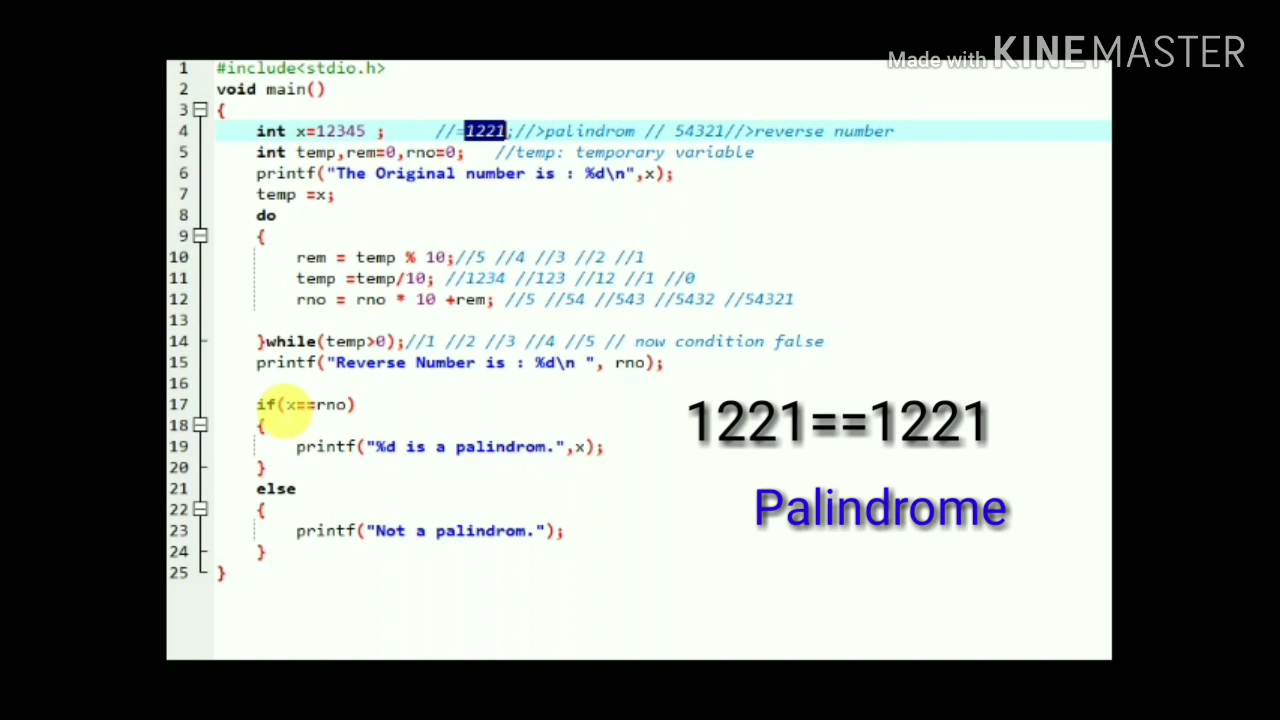 Made with KINEMASTER
1 #include<stdio.h>
2 void main()
3 {
4 int x=12345 ; //=1221;//>palindrom // 54321//>reverse number
5 int temp,rem=0,rno=0; //temp: temporary variable
6 printf("The Original number is : %d\n",x);
7 temp =x;
8 do
9 {
10 rem = temp % 10;//5 //4 //3 //2 //1
11 temp =temp/10; //1234 //123 //12 //1 //0
12 rno = rno * 10 +rem; //5 //54 //543 //5432 //54321
13
14 }while(temp>0);//1 //2 //3 //4 //5 // now condition false
15 printf("Reverse Number is : %d\n ", rno);
16
17 if(x==rno)
18 {
19 printf("%d is a palindrom.",x);
20 }
21 else
22 {
23 printf("Not a palindrom.");
24 }
25 }
1221==1221
Palindrome